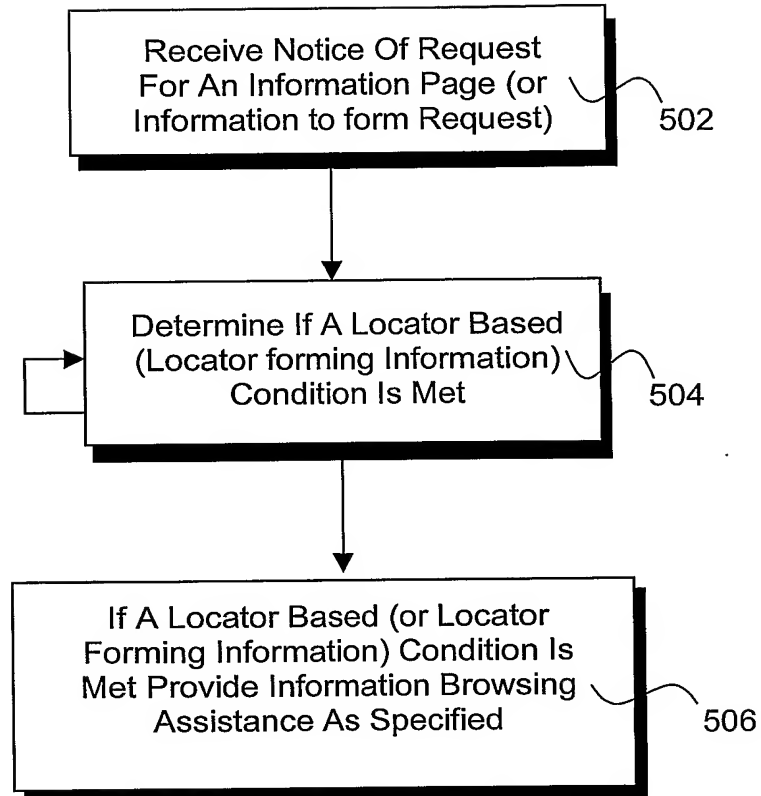 Receive Notice Of Request
For An Information Page (or
Information to form Request)
502
Determine If A Locator Based
(Locator forming Information)
Condition Is Met
504
If A Locator Based (or Locator
Forming Information) Condition Is
Met Provide Information Browsing
Assistance As Specified
506